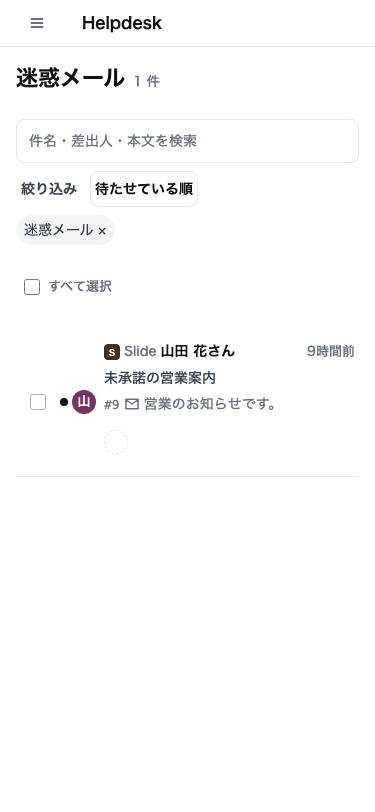 Helpdesk
迷惑メール 1 件
件名・差出人・本文を検索
絞り込み 待たせている順
迷惑メール ×
すべて選択
S Slide 山田 花さん 9時間前
未承諾の営業案内
山 #9 営業のお知らせです。